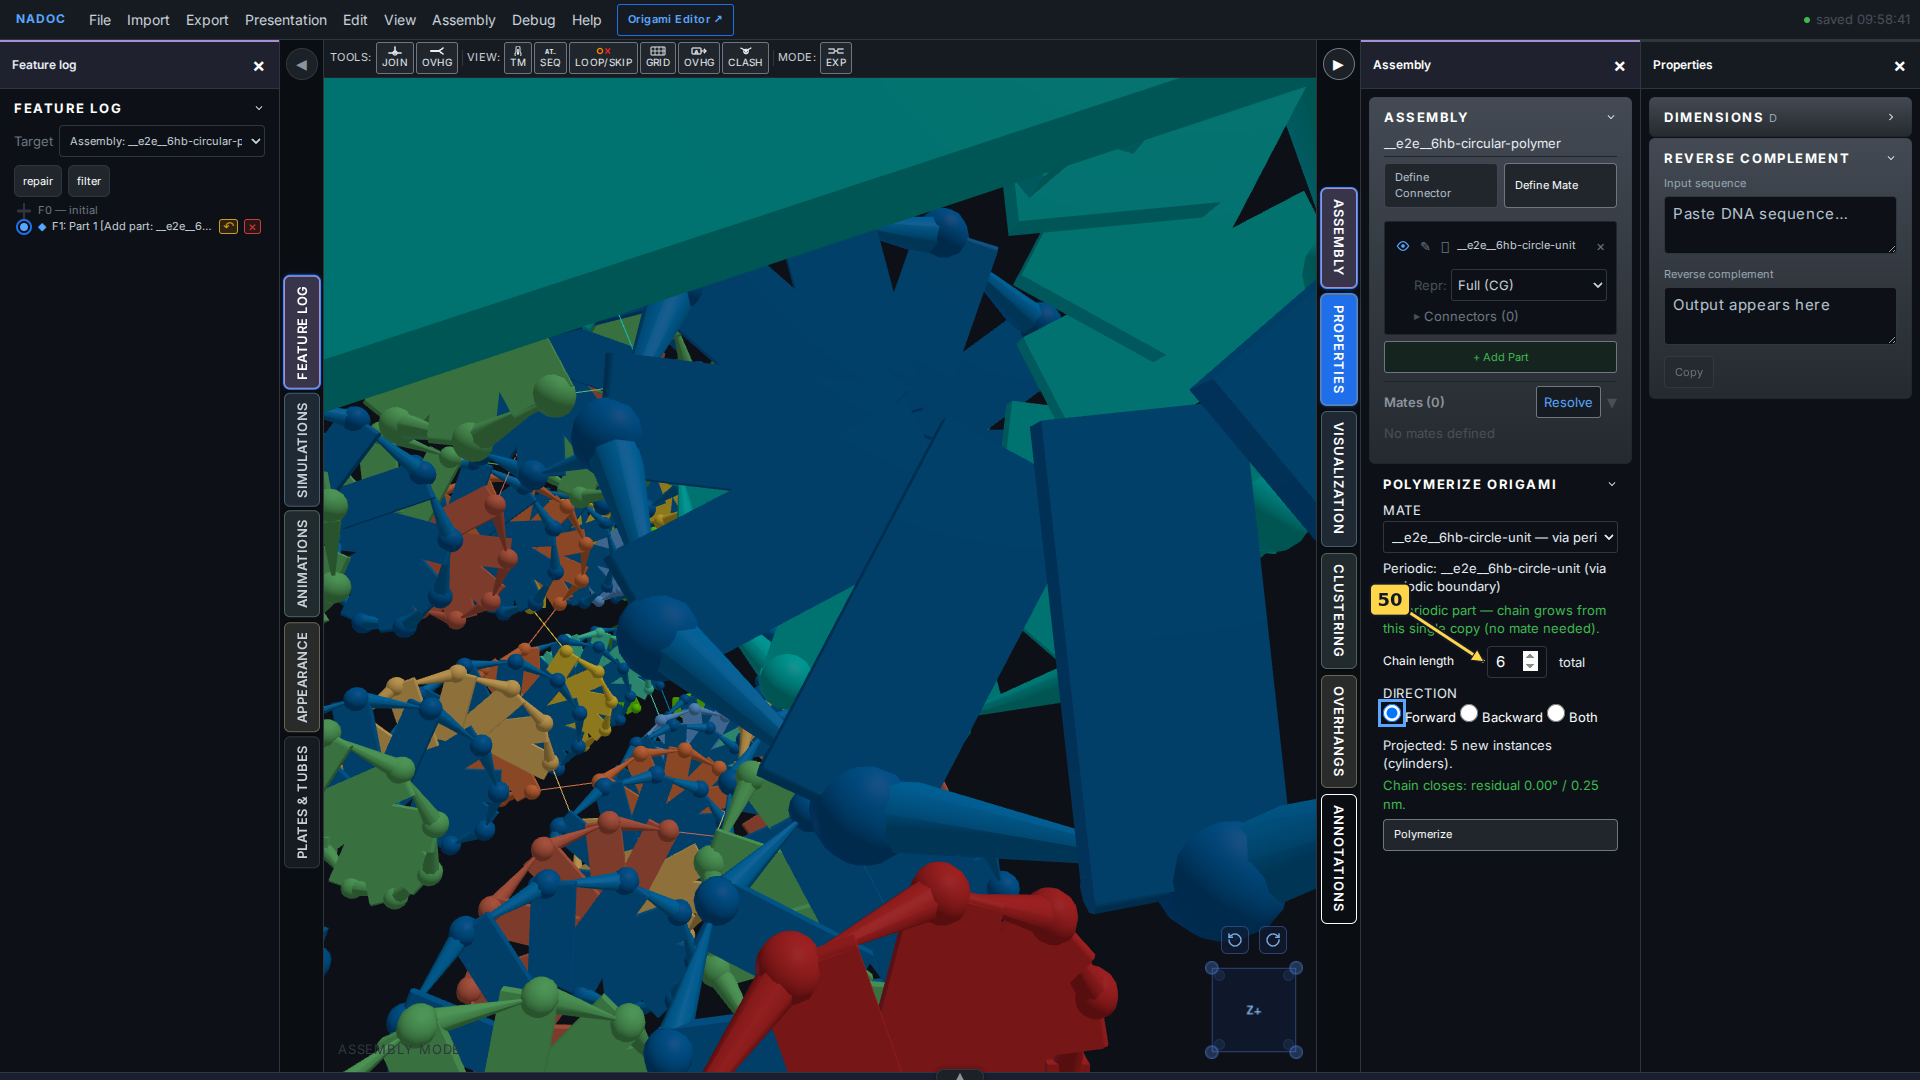 NADOC File Import Export Presentation Edit View Assembly Debug Help Origami Editor ↗ saved 09:58:41
Feature log ×
FEATURE LOG
Target Assembly: __e2e__6hb-circular-p
repair filter
F0 — initial
F1: Part 1 [Add part: __e2e__6...
FEATURE LOG
SIMULATIONS
ANIMATIONS
APPEARANCE
PLATES & TUBES
TOOLS: JOIN OVHG VIEW: TM SEQ LOOP/SKIP GRID OVHG CLASH MODE: EXP
ASSEMBLY MODE
Z+
ASSEMBLY
PROPERTIES
VISUALIZATION
CLUSTERING
OVERHANGS
ANNOTATIONS
Assembly ×
ASSEMBLY
__e2e__6hb-circular-polymer
Define Connector
Define Mate
__e2e__6hb-circle-unit ×
Repr: Full (CG)
▸ Connectors (0)
+ Add Part
Mates (0) Resolve ▼
No mates defined
POLYMERIZE ORIGAMI
MATE
__e2e__6hb-circle-unit — via peri
Periodic: __e2e__6hb-circle-unit (via
odic boundary)
50
riodic part — chain grows from
this single copy (no mate needed).
Chain length 6 total
DIRECTION
Forward Backward Both
Projected: 5 new instances
(cylinders).
Chain closes: residual 0.00° / 0.25
nm.
Polymerize
Properties ×
DIMENSIONS D
REVERSE COMPLEMENT
Input sequence
Paste DNA sequence...
Reverse complement
Output appears here
Copy